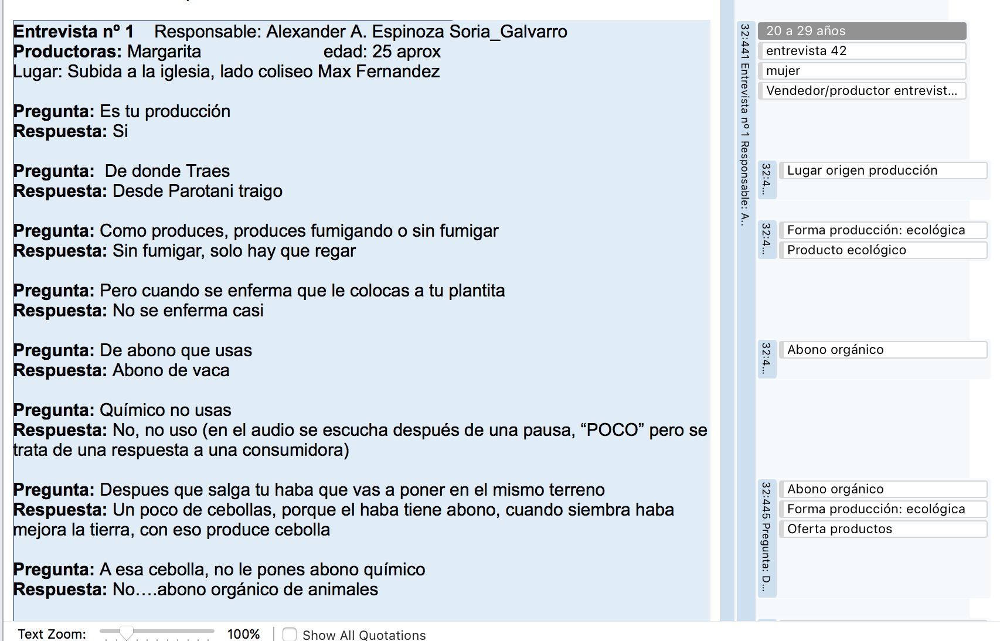 Entrevista nº 1 Responsable: Alexander A. Espinoza Soria_Galvarro
Productoras: Margarita edad: 25 aprox
Lugar: Subida a la iglesia, lado coliseo Max Fernandez
Pregunta: Es tu producción
Respuesta: Si
Pregunta: De donde Traes
Respuesta: Desde Parotani traigo
Pregunta: Como produces, produces fumigando o sin fumigar
Respuesta: Sin fumigar, solo hay que regar
Pregunta: Pero cuando se enferma que le colocas a tu plantita
Respuesta: No se enferma casi
Pregunta: De abono que usas
Respuesta: Abono de vaca
Pregunta: Químico no usas
Respuesta: No, no uso (en el audio se escucha después de una pausa, “POCO” pero se
trata de una respuesta a una consumidora)
Pregunta: Despues que salga tu haba que vas a poner en el mismo terreno
Respuesta: Un poco de cebollas, porque el haba tiene abono, cuando siembra haba
mejora la tierra, con eso produce cebolla
Pregunta: A esa cebolla, no le pones abono químico
Respuesta: No….abono orgánico de animales
32:441 Entrevista nº 1 Responsable: A...
20 a 29 años
entrevista 42
mujer
Vendedor/productor entrevist...
32:4...
Lugar origen producción
32:4...
Forma producción: ecológica
Producto ecológico
32:4...
Abono orgánico
32:445 Pregunta: D...
Abono orgánico
Forma producción: ecológica
Oferta productos
Text Zoom: 100% Show All Quotations